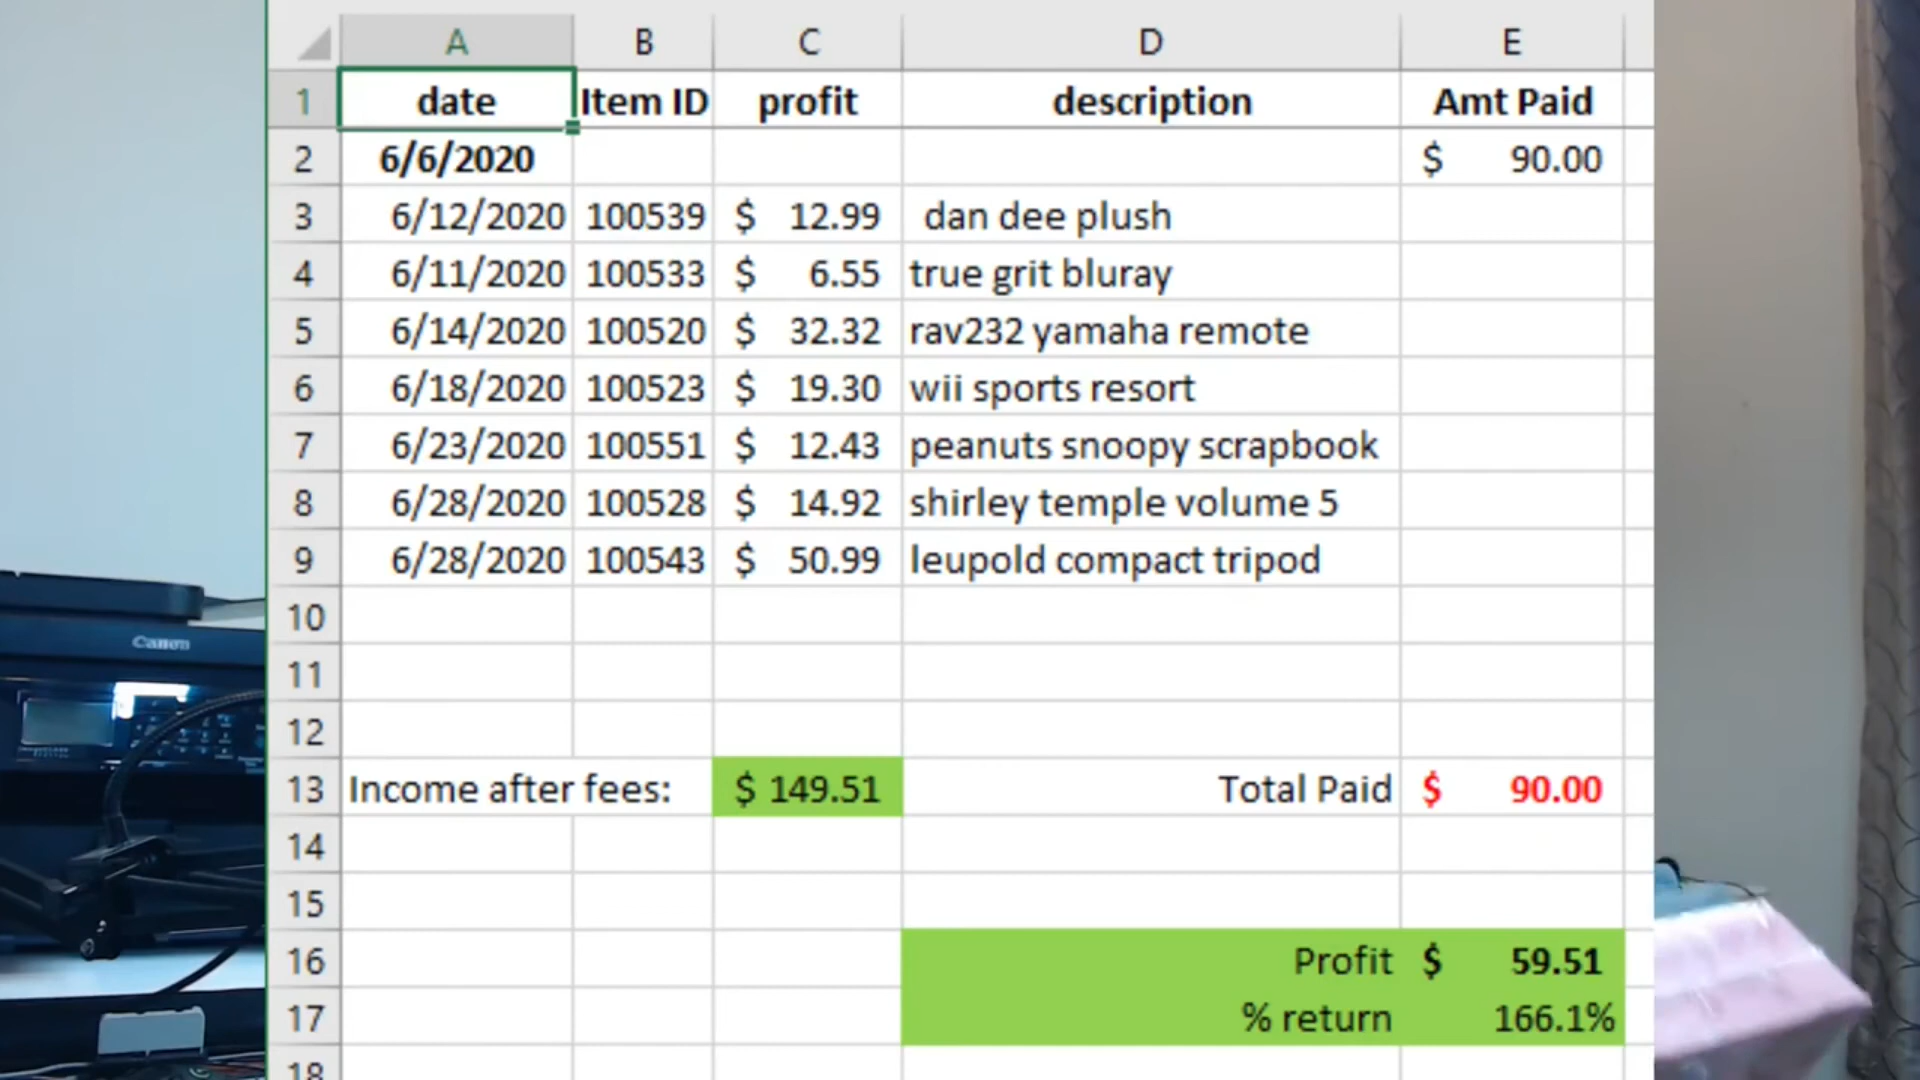 A B C D E
1 date Item ID profit description Amt Paid
2 6/6/2020 $ 90.00
3 6/12/2020 100539 $ 12.99 dan dee plush
4 6/11/2020 100533 $ 6.55 true grit bluray
5 6/14/2020 100520 $ 32.32 rav232 yamaha remote
6 6/18/2020 100523 $ 19.30 wii sports resort
7 6/23/2020 100551 $ 12.43 peanuts snoopy scrapbook
8 6/28/2020 100528 $ 14.92 shirley temple volume 5
9 6/28/2020 100543 $ 50.99 leupold compact tripod
10
Canon
11
12
13 Income after fees: $ 149.51 Total Paid $ 90.00
14
15
16 Profit $ 59.51
17 % return 166.1%
18